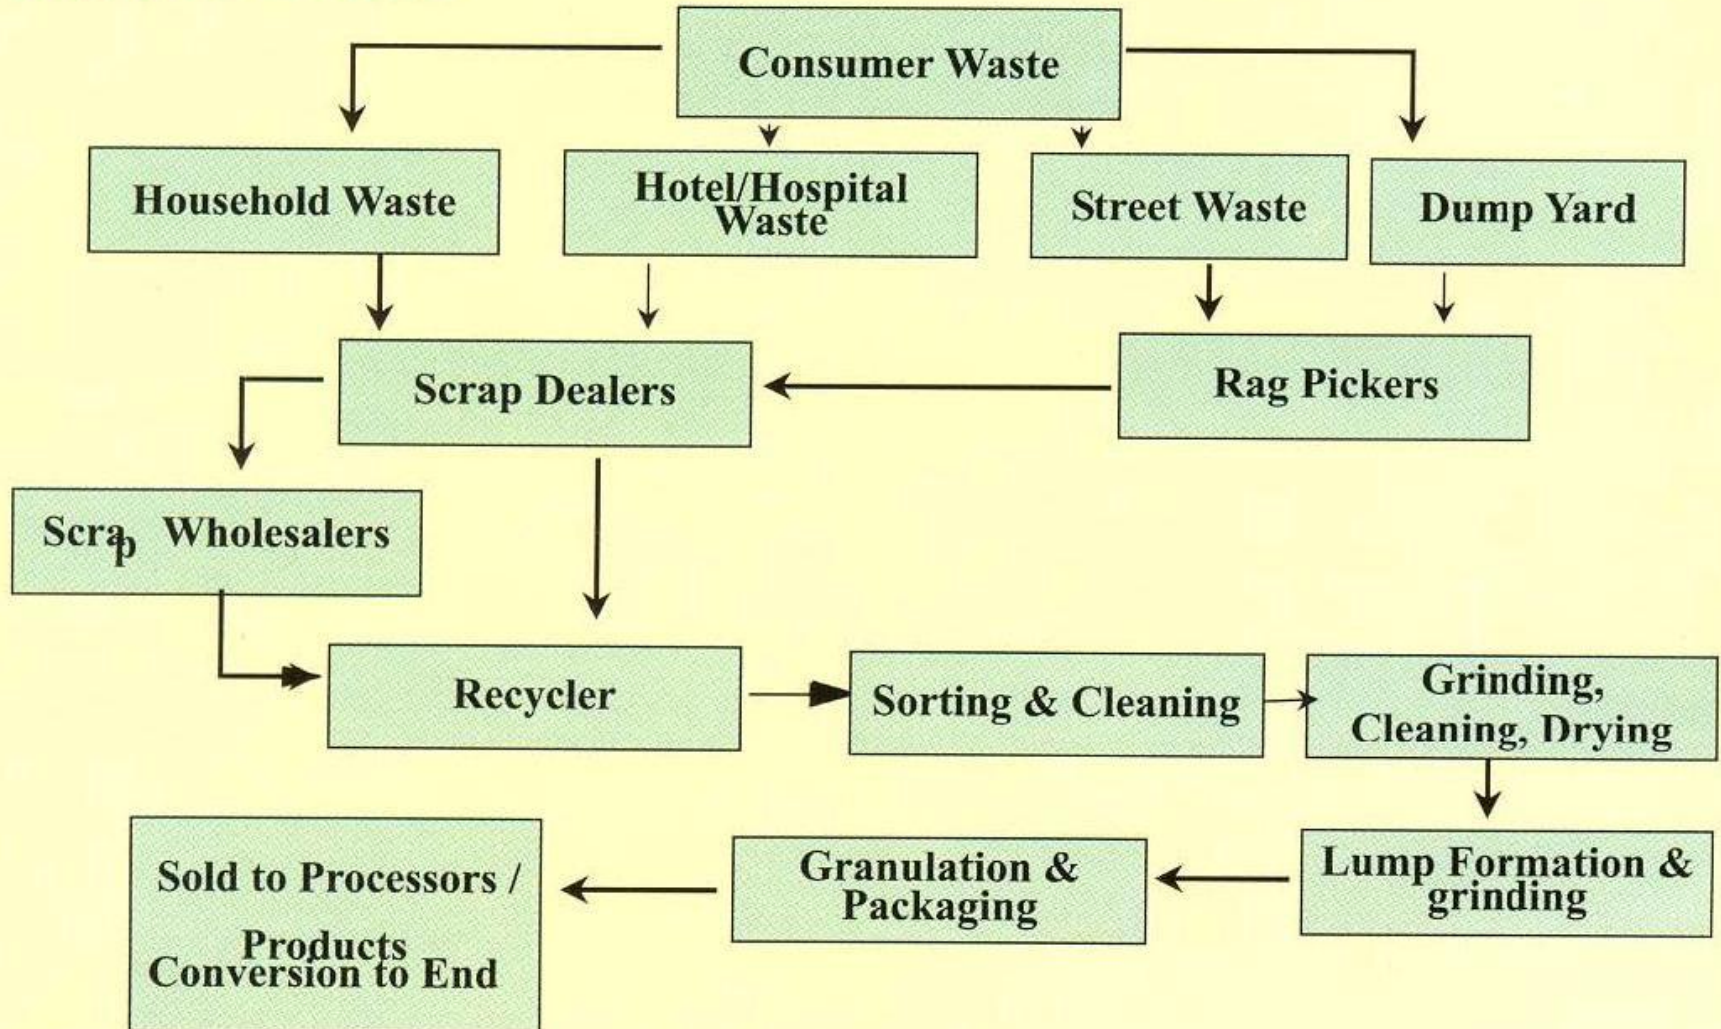 Consumer Waste
Household Waste
Hotel/Hospital
Waste
Street Waste
Dump Yard
Scrap Dealers
Rag Pickers
Scrap Wholesalers
Recycler
Sorting & Cleaning
Grinding,
Cleaning, Drying
Sold to Processors /
Products
Conversion to End
Granulation &
Packaging
Lump Formation &
grinding